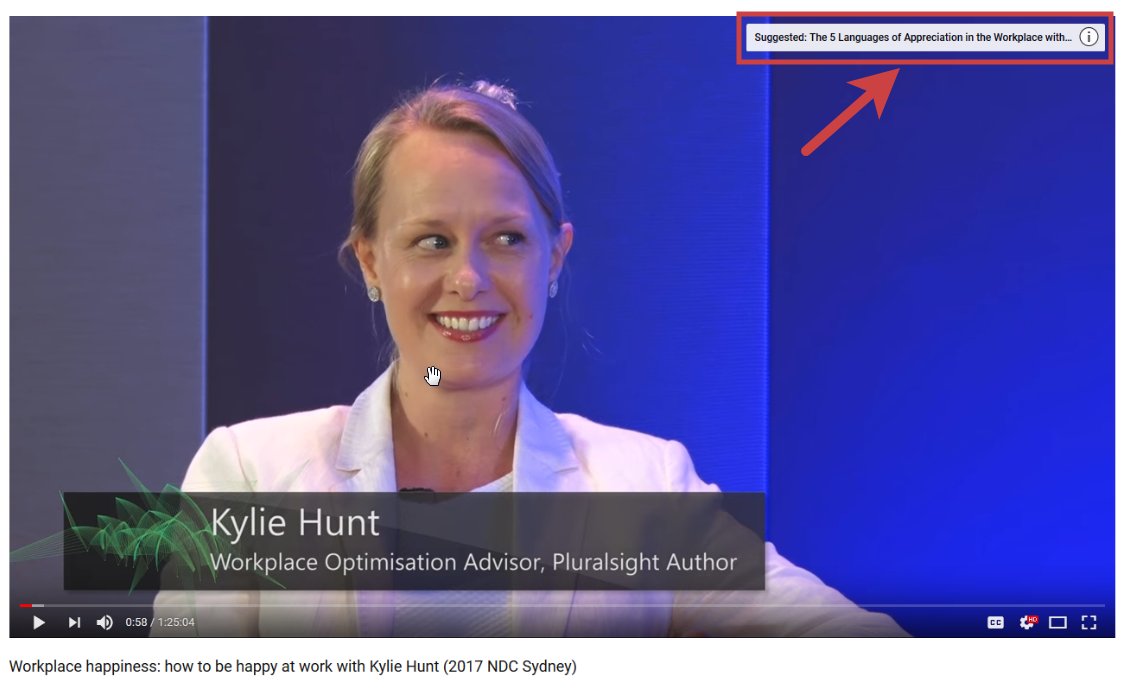 Suggested: The 5 Languages of Appreciation in the Workplace with...
Kylie Hunt
Workplace Optimisation Advisor, Pluralsight Author
0:58 / 1:25:04
CC
HD
Workplace happiness: how to be happy at work with Kylie Hunt (2017 NDC Sydney)